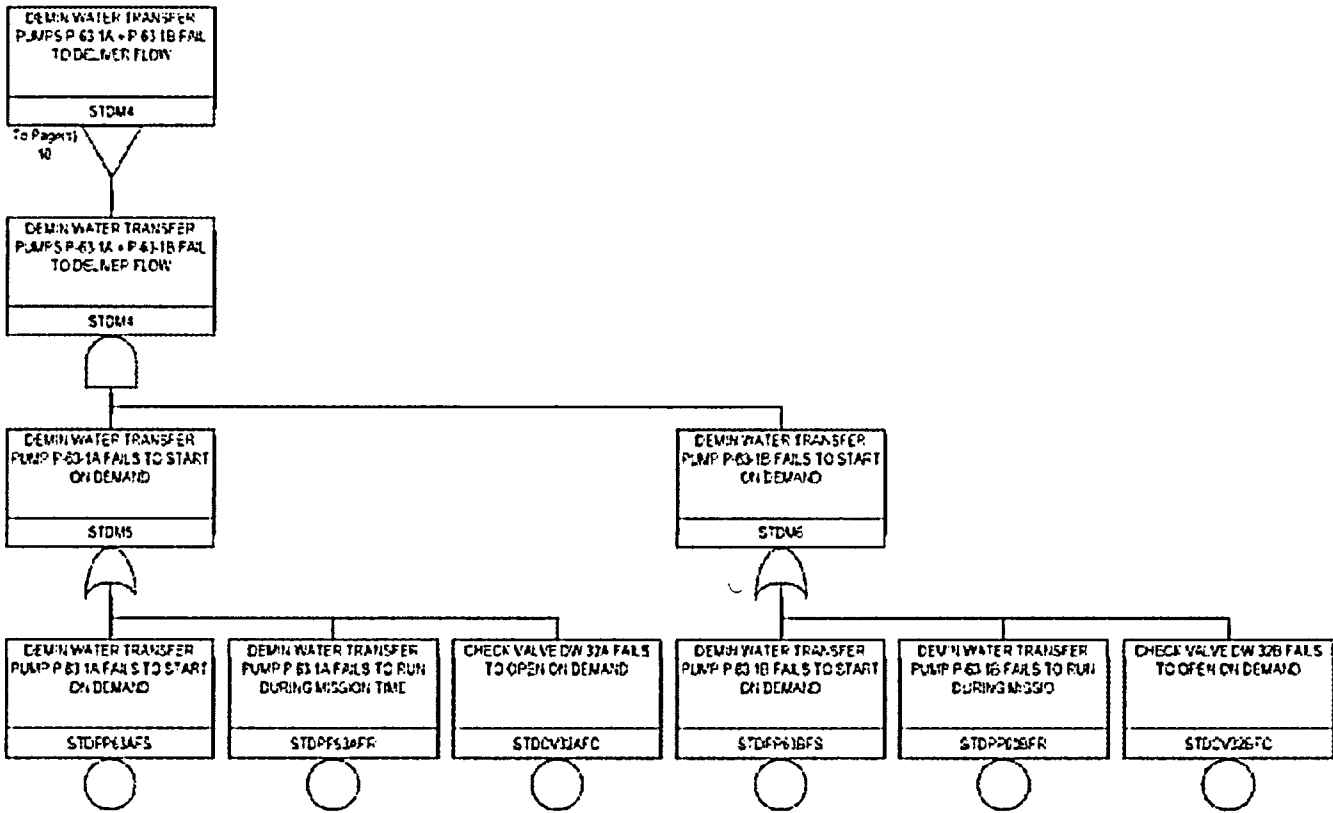 DEMIN WATER TRANSFER
PUMPS P-63-1A + P-63-1B FAIL
TO DELIVER FLOW
STDM4
To Page(s)
10
DEMIN WATER TRANSFER
PUMPS P-63-1A + P-63-1B FAIL
TO DELIVER FLOW
STDM4
DEMIN WATER TRANSFER
PUMP P-63-1A FAILS TO START
ON DEMAND
STDM5
DEMIN WATER TRANSFER
PUMP P-63-1B FAILS TO START
ON DEMAND
STDM6
DEMIN WATER TRANSFER
PUMP P-63-1A FAILS TO START
ON DEMAND
STDPP63AFS
DEMIN WATER TRANSFER
PUMP P-63-1A FAILS TO RUN
DURING MISSION TIME
STDPP63AFR
CHECK VALVE DW-32A FAILS
TO OPEN ON DEMAND
STDCV32AFC
DEMIN WATER TRANSFER
PUMP P-63-1B FAILS TO START
ON DEMAND
STDPP63BFS
DEMIN WATER TRANSFER
PUMP P-63-1B FAILS TO RUN
DURING MISSIO
STDPP63BFR
CHECK VALVE DW-32B FAILS
TO OPEN ON DEMAND
STDCV32BFC